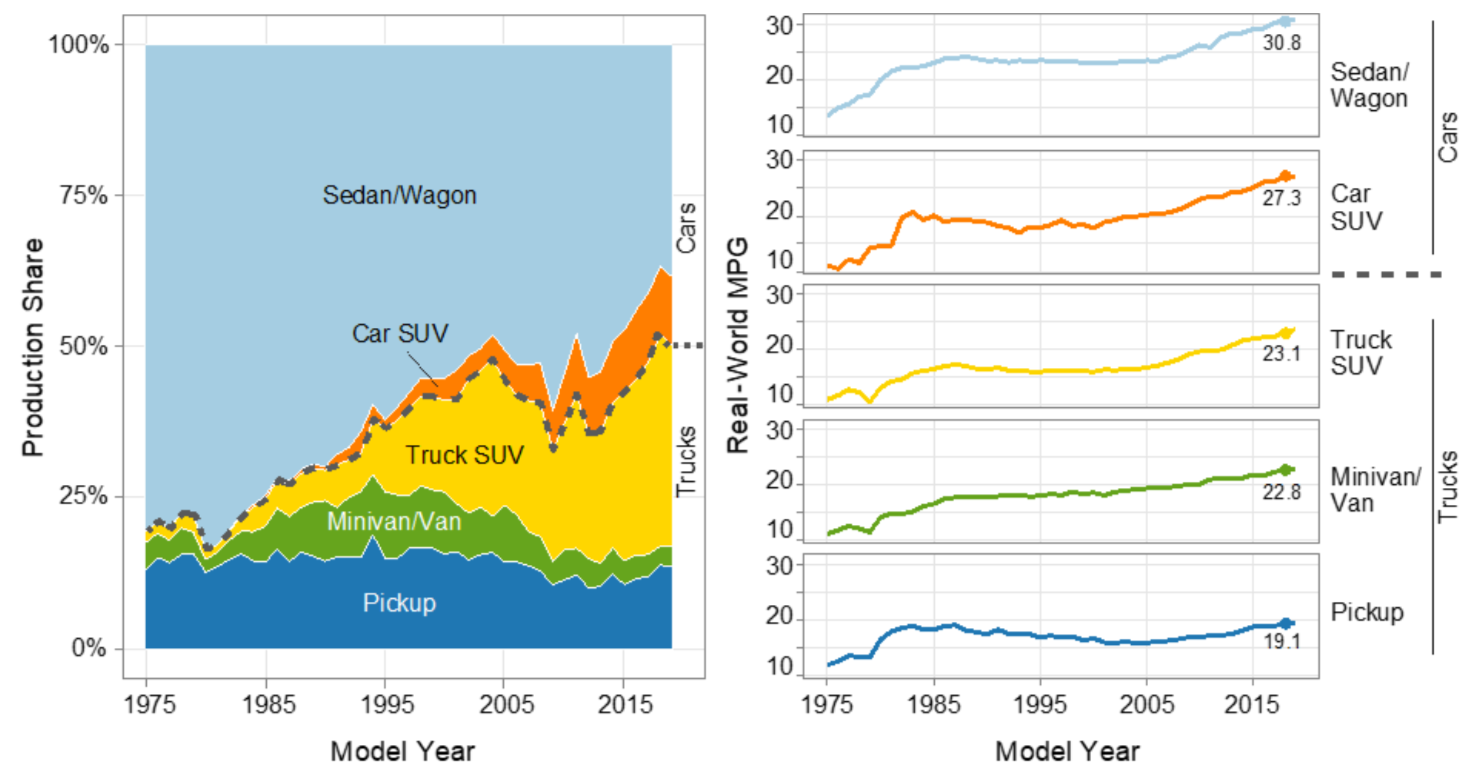 Production Share
100%
75%
50%
25%
0%
Sedan/Wagon
Car SUV
Truck SUV
Minivan/Van
Pickup
Cars
Trucks
1975
1985
1995
2005
2015
Model Year
Real-World MPG
30
20
10
30.8
Sedan/
Wagon
30
20
10
27.3
Car
SUV
Cars
30
20
10
23.1
Truck
SUV
30
20
10
22.8
Minivan/
Van
30
20
10
19.1
Pickup
Trucks
1975
1985
1995
2005
2015
Model Year